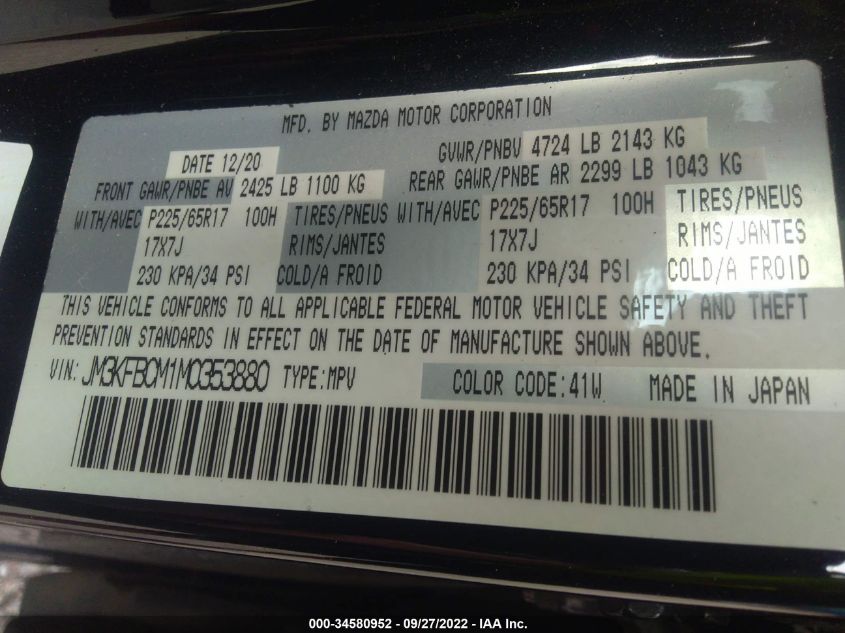 MFD. BY MAZDA MOTOR CORPORATION
DATE 12/20 GVWR/PNBV 4724 LB 2143 KG
FRONT GAWR/PNBE AV 2425 LB 1100 KG REAR GAWR/PNBE AR 2299 LB 1043 KG
WITH/AVEC P225/65R17 100H TIRES/PNEUS WITH/AVEC P225/65R17 100H TIRES/PNEUS
17X7J RIMS/JANTES 17X7J RIMS/JANTES
230 KPA/34 PSI COLD/A FROID 230 KPA/34 PSI COLD/A FROID
THIS VEHICLE CONFORMS TO ALL APPLICABLE FEDERAL MOTOR VEHICLE SAFETY AND THEFT
PREVENTION STANDARDS IN EFFECT ON THE DATE OF MANUFACTURE SHOWN ABOVE.
VIN: JM3KFBCM1M0353880 TYPE:MPV COLOR CODE:41W MADE IN JAPAN
000-34580952 - 09/27/2022 - IAA Inc.